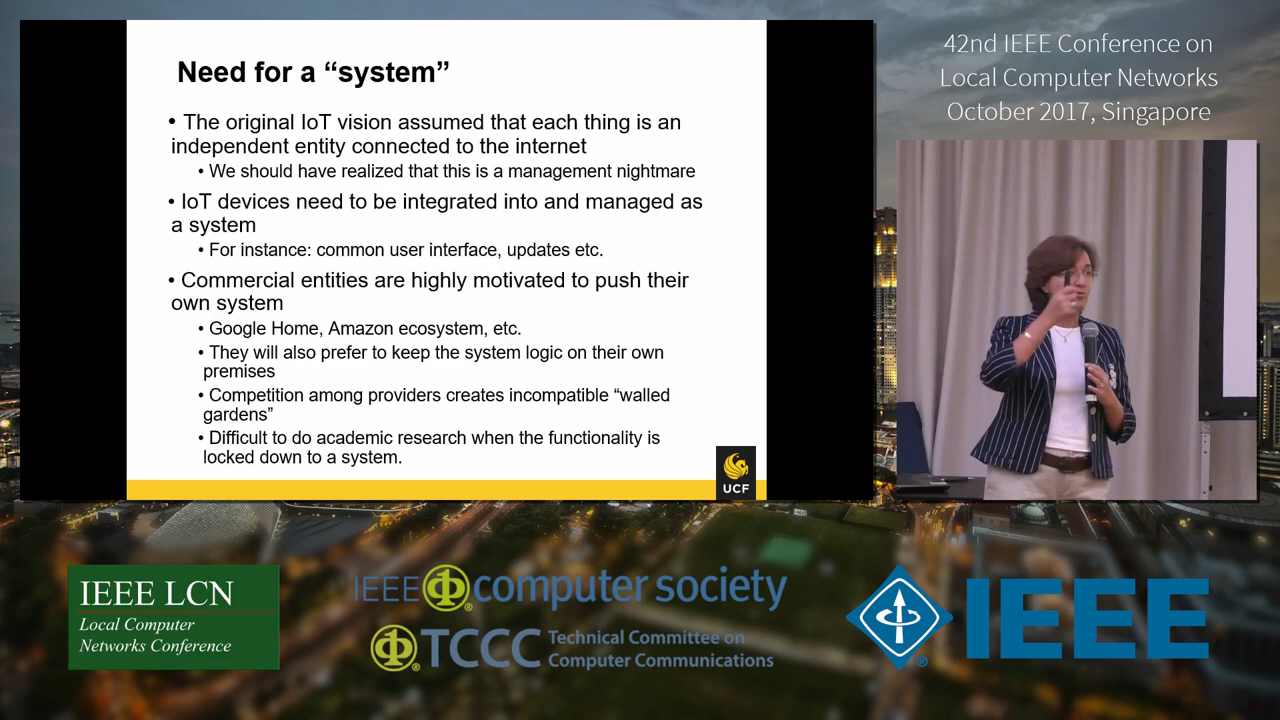 Need for a “system”
• The original IoT vision assumed that each thing is an
independent entity connected to the internet
• We should have realized that this is a management nightmare
• IoT devices need to be integrated into and managed as
a system
• For instance: common user interface, updates etc.
• Commercial entities are highly motivated to push their
own system
• Google Home, Amazon ecosystem, etc.
• They will also prefer to keep the system logic on their own
premises
• Competition among providers creates incompatible “walled
gardens”
• Difficult to do academic research when the functionality is
locked down to a system.
UCF
42nd IEEE Conference on
Local Computer Networks
October 2017, Singapore
IEEE LCN
Local Computer
Networks Conference
IEEE computer society
®
TCCC Technical Committee on
Computer Communications
®
IEEE
®